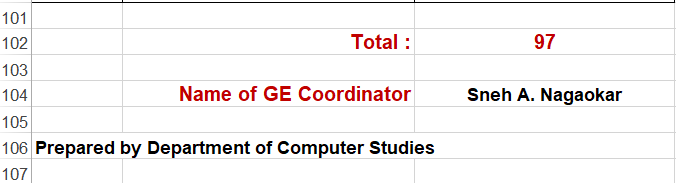 101
102 Total : 97
103
104 Name of GE Coordinator Sneh A. Nagaokar
105
106 Prepared by Department of Computer Studies
107